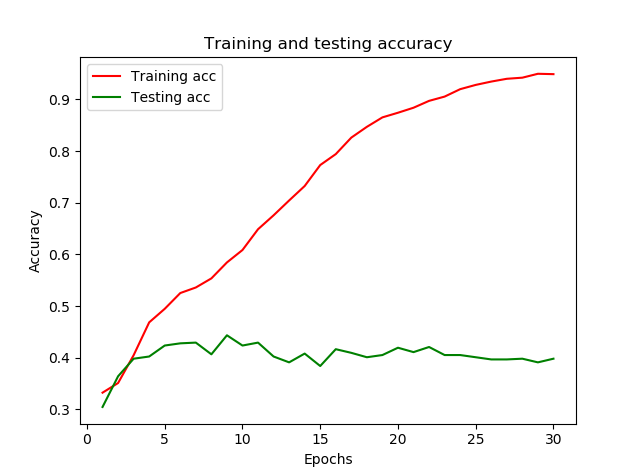 Training and testing accuracy
Training acc
Testing acc
0.9
0.8
0.7
0.6
0.5
0.4
0.3
Accuracy
0 5 10 15 20 25 30
Epochs